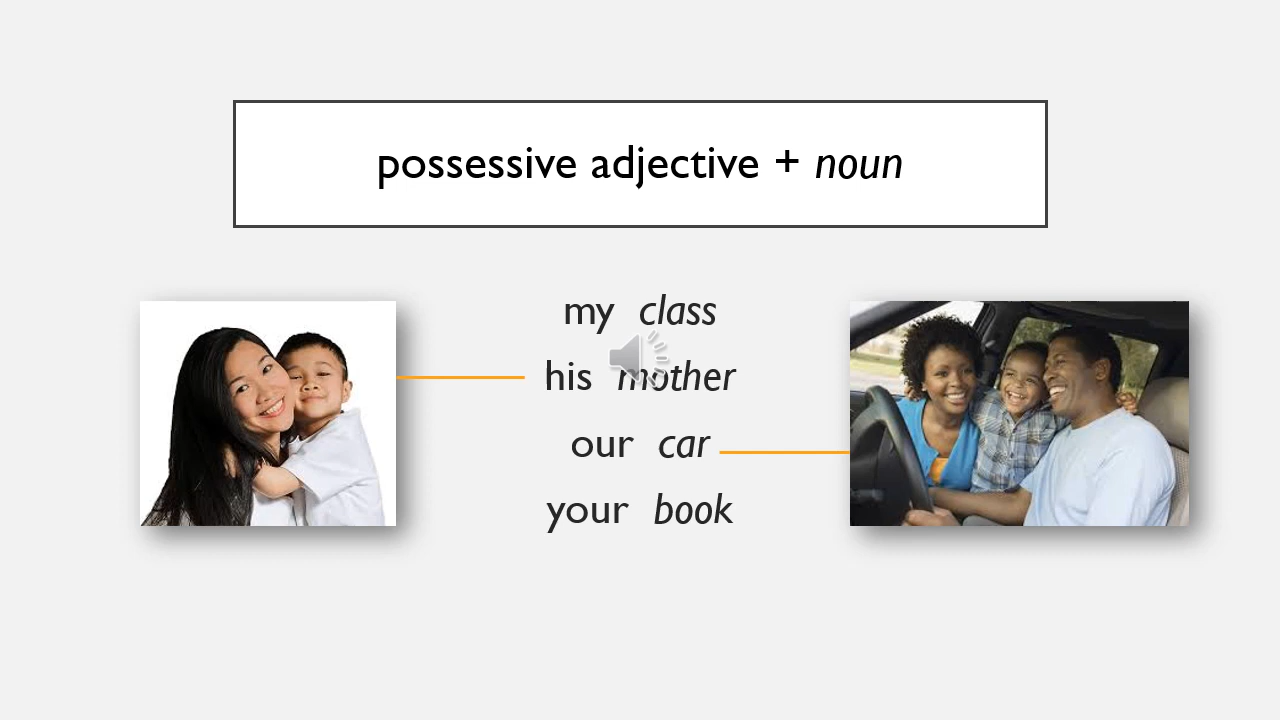 possessive adjective + noun
my class
his mother
our car
your book